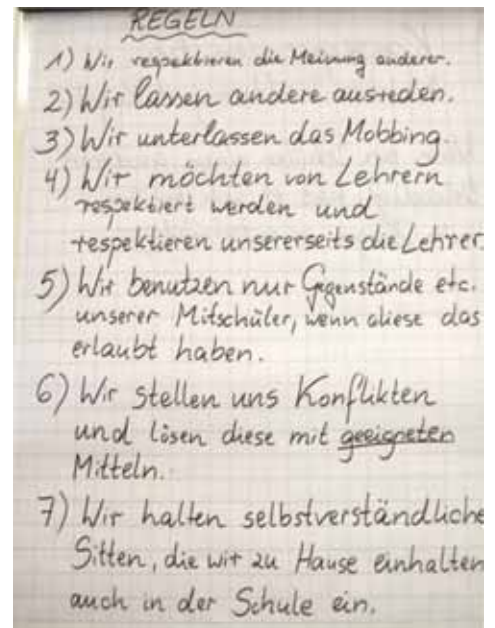 REGELN
1) Wir respektieren die Meinung anderer.
2) Wir lassen andere ausreden.
3) Wir unterlassen das Mobbing.
4) Wir möchten von Lehrern
respektiert werden und
respektieren unsererseits die Lehrer.
5) Wir benutzen nur Gegenstände etc.
unserer Mitschüler, wenn diese das
erlaubt haben.
6) Wir stellen uns Konflikten
und lösen diese mit geeigneten
Mitteln.
7) Wir halten selbstverständliche
Sitten, die wir zu Hause einhalten
auch in der Schule ein.